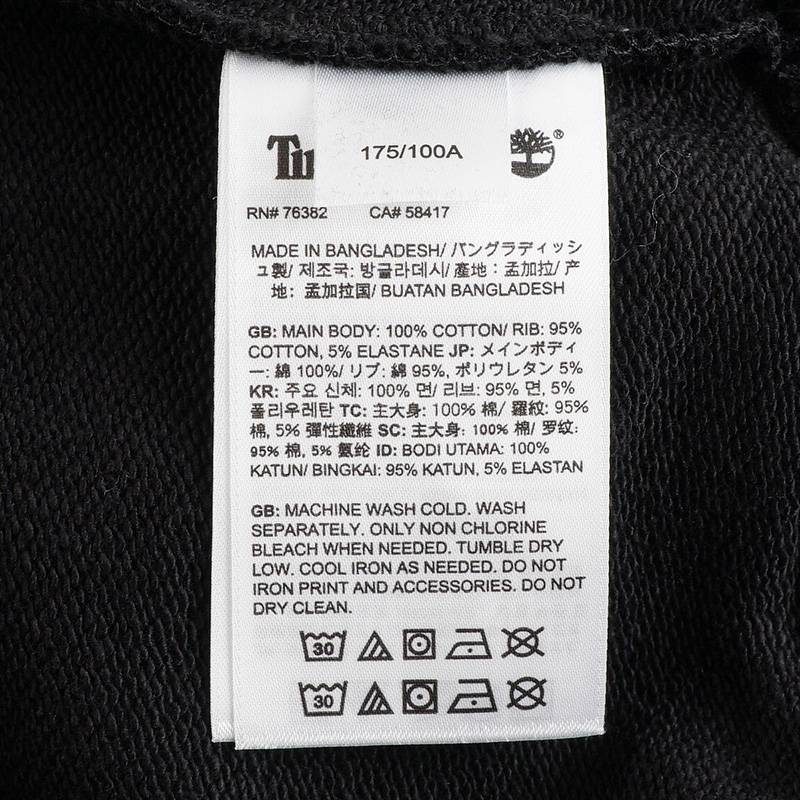 175/100A
RN# 76382 CA# 58417
MADE IN BANGLADESH/ バングラディッシ
ュ製/ 제조국: 방글라데시/ 產地：孟加拉/ 产
地：孟加拉国/ BUATAN BANGLADESH
GB: MAIN BODY: 100% COTTON/ RIB: 95%
COTTON, 5% ELASTANE JP: メインボディ
ー: 綿 100%/ リブ: 綿 95%, ポリウレタン 5%
KR: 주요 신체: 100% 면/ 리브: 95% 면, 5%
폴리우레탄 TC: 主大身: 100% 棉/ 羅紋: 95%
棉, 5% 彈性纖維 SC: 主大身: 100% 棉/ 罗纹:
95% 棉, 5% 氨纶 ID: BODI UTAMA: 100%
KATUN/ BINGKAI: 95% KATUN, 5% ELASTAN
GB: MACHINE WASH COLD. WASH
SEPARATELY. ONLY NON CHLORINE
BLEACH WHEN NEEDED. TUMBLE DRY
LOW. COOL IRON AS NEEDED. DO NOT
IRON PRINT AND ACCESSORIES. DO NOT
DRY CLEAN.
30
30